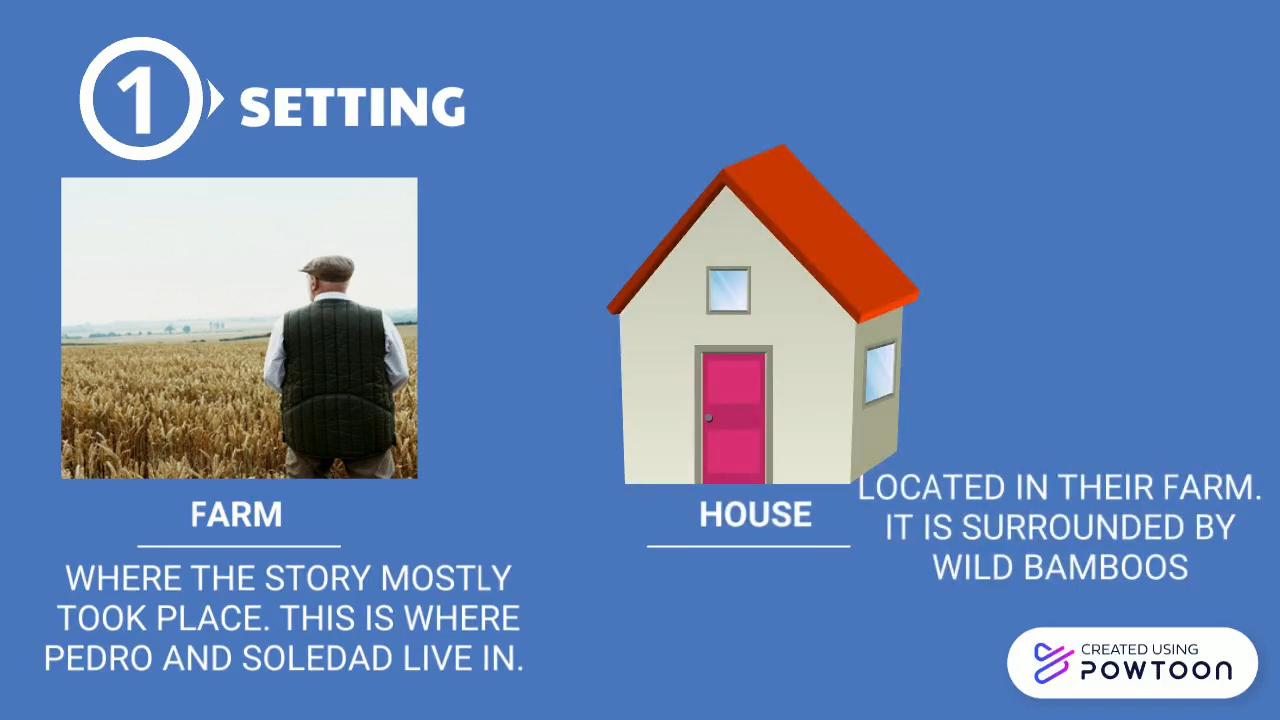 1
SETTING
FARM
WHERE THE STORY MOSTLY
TOOK PLACE. THIS IS WHERE
PEDRO AND SOLEDAD LIVE IN.
HOUSE
LOCATED IN THEIR FARM.
IT IS SURROUNDED BY
WILD BAMBOOS
CREATED USING
POWTOON